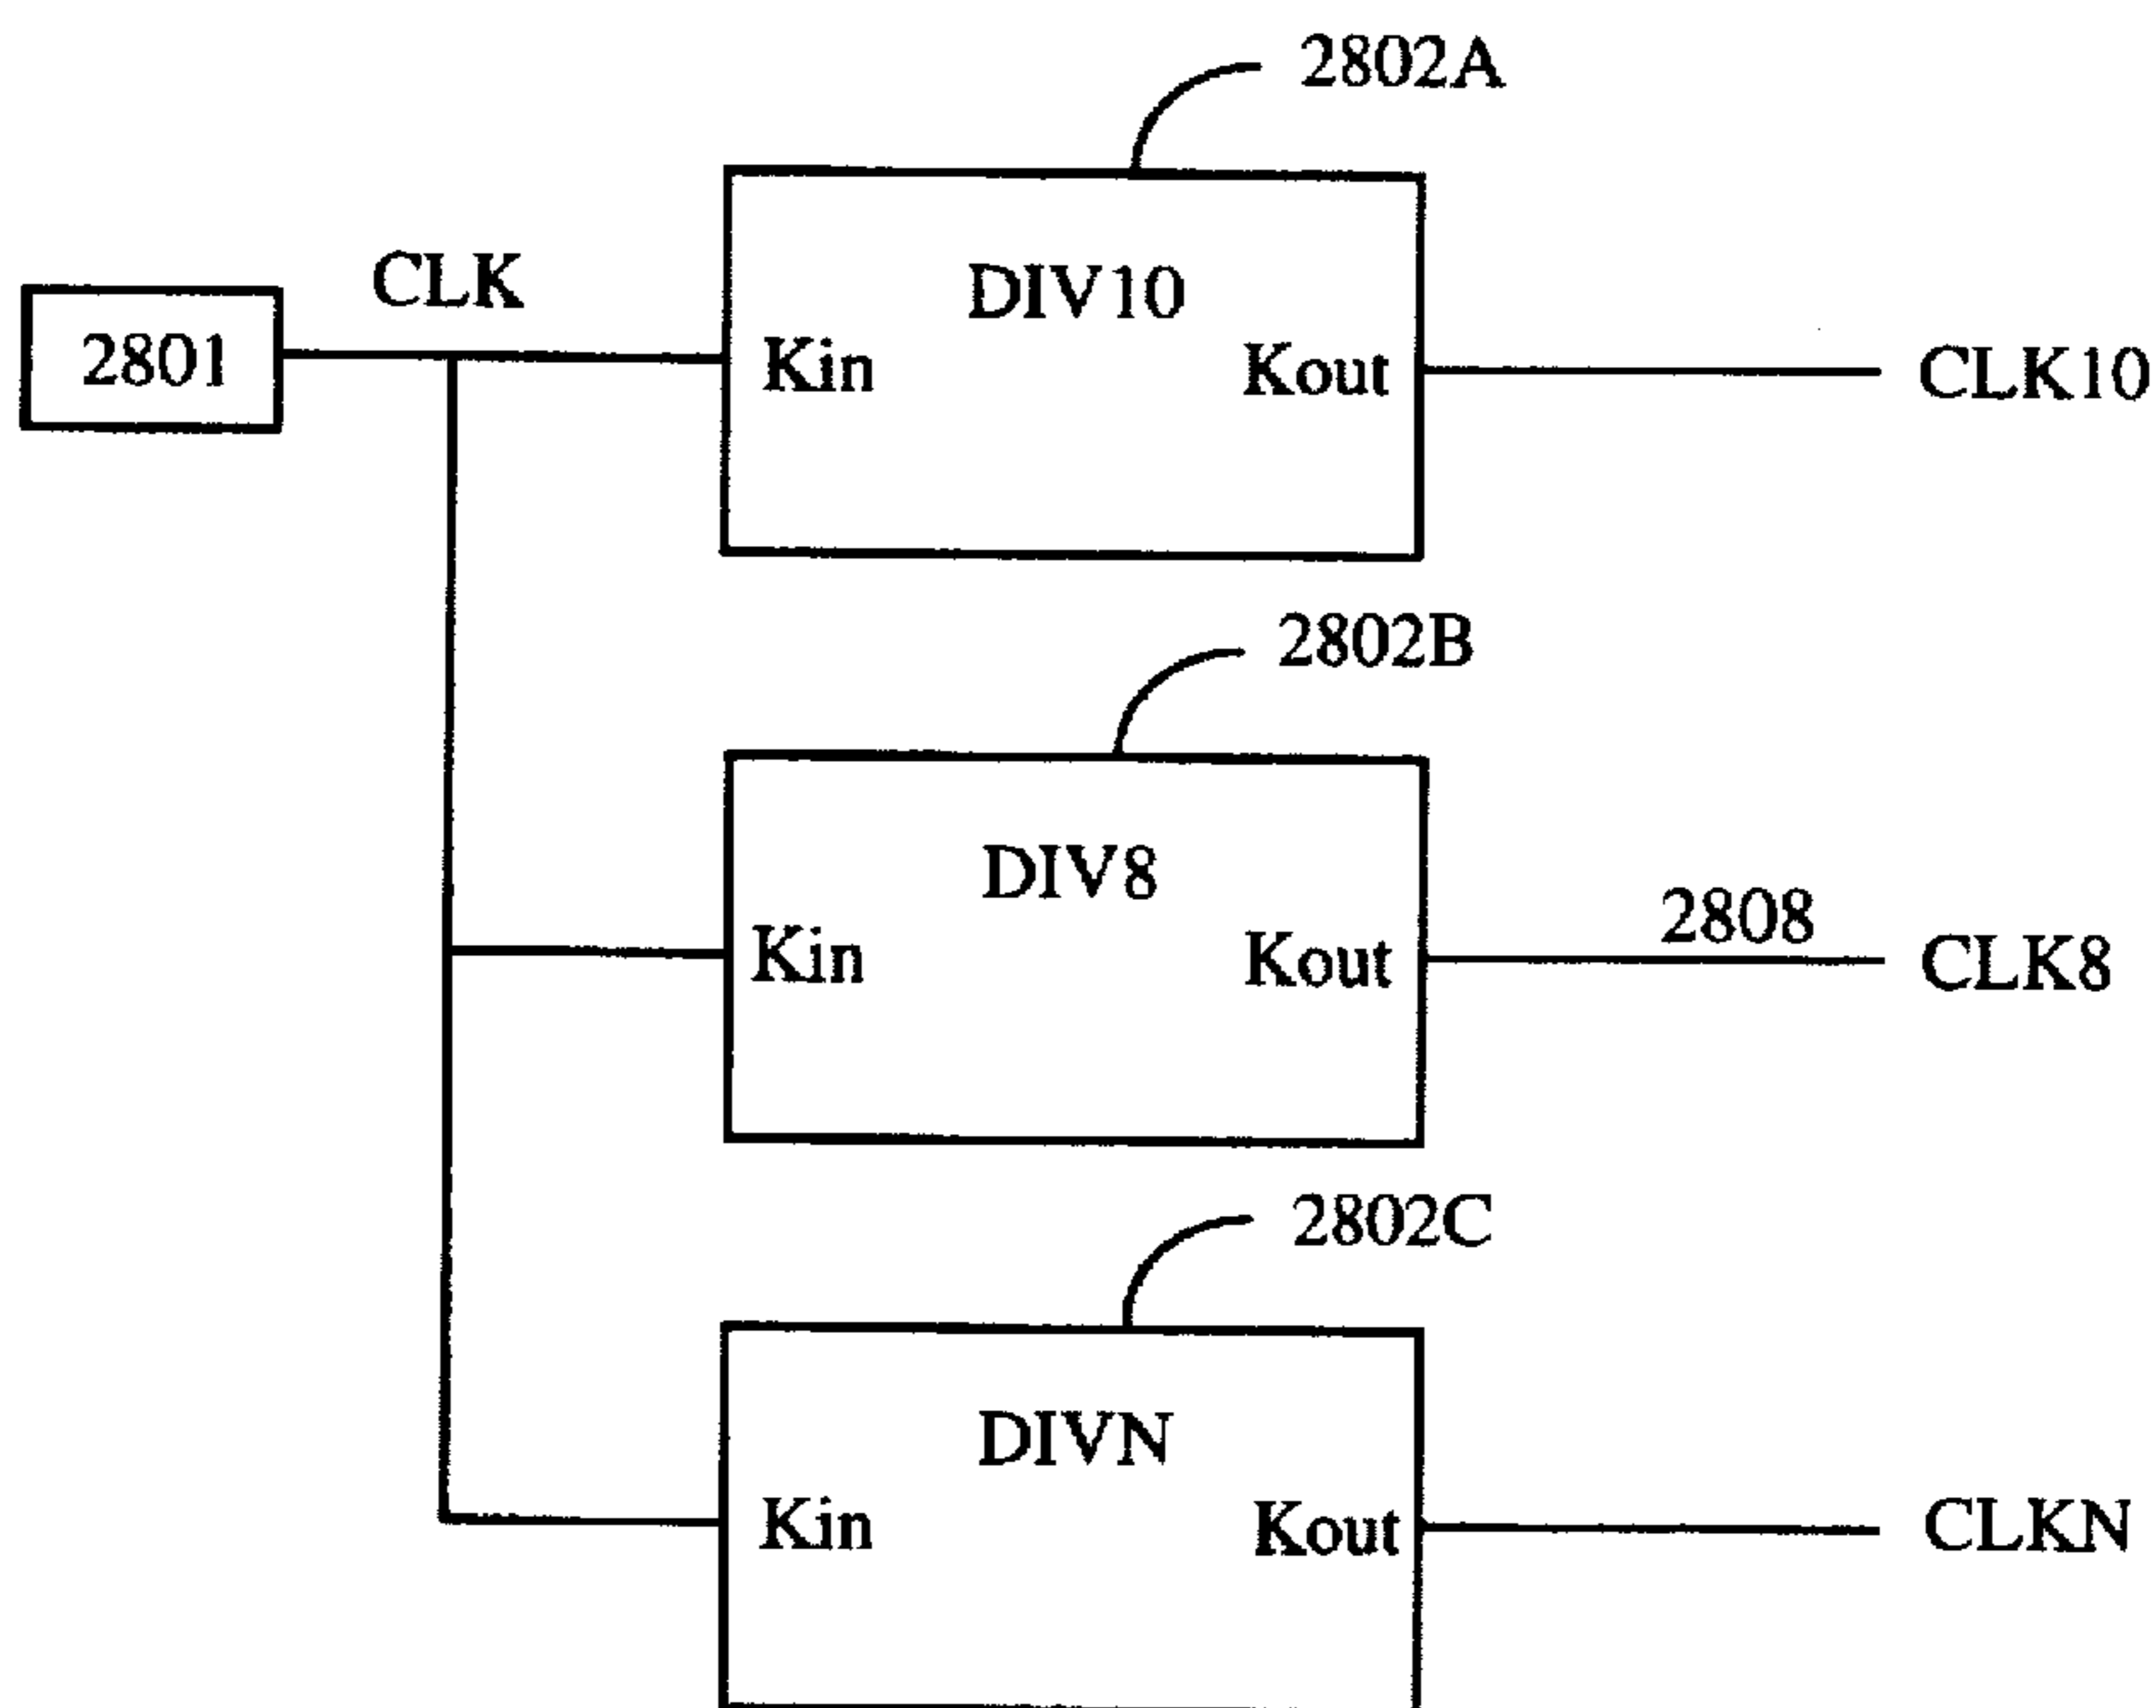 2802A
CLK
DIV10
2801
Kin
Kout
CLK10
2802B
DIV8
2808
Kin
Kout
CLK8
2802C
DIVN
Kin
Kout
CLKN